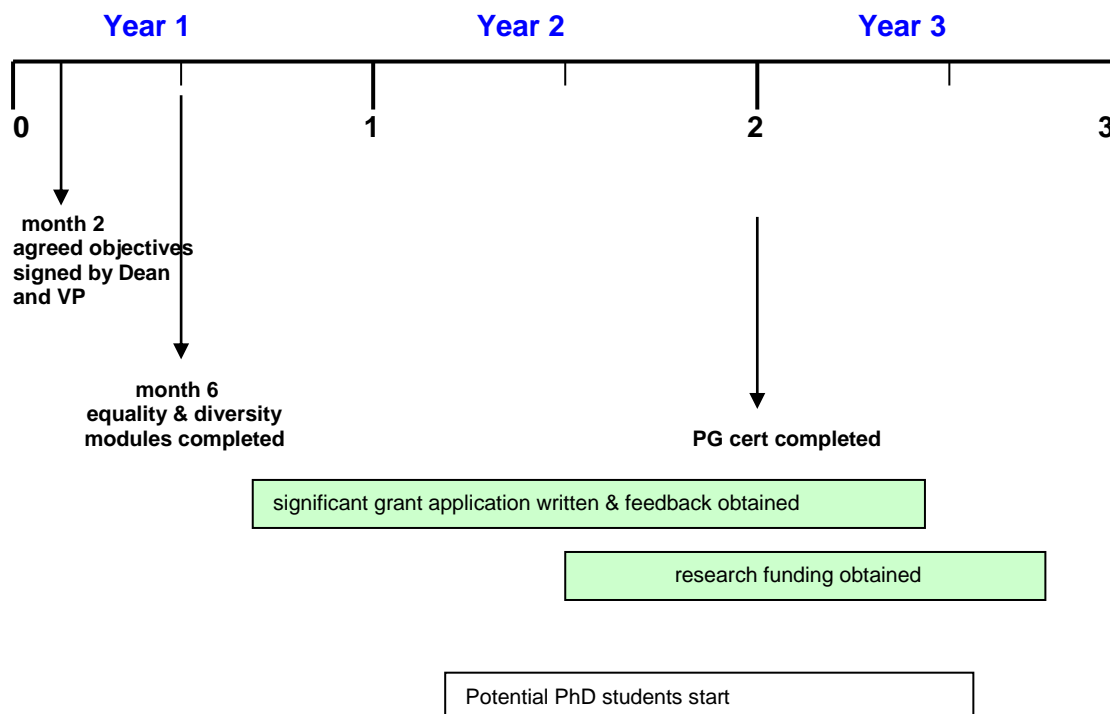 Year 1 Year 2 Year 3
0 1 2 3
month 2
agreed objectives
signed by Dean
and VP
month 6
equality & diversity
modules completed
PG cert completed
significant grant application written & feedback obtained
research funding obtained
Potential PhD students start